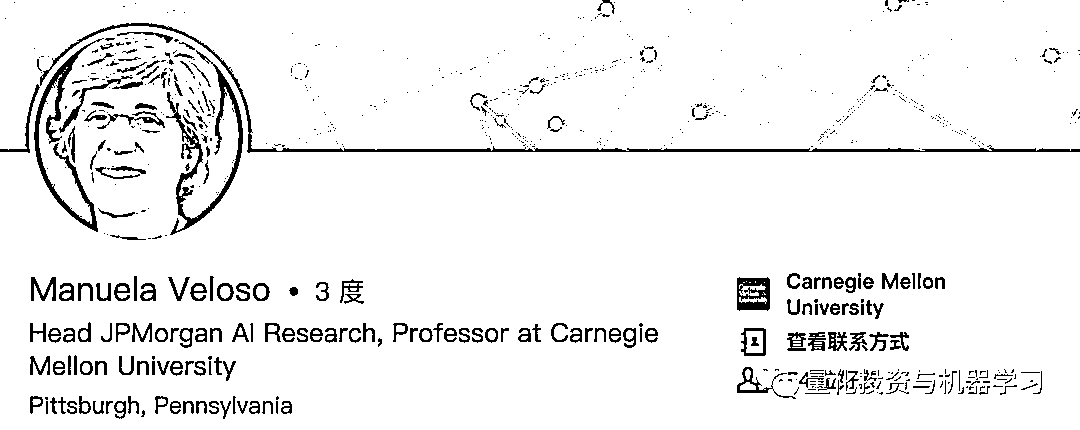 Manuela Veloso • 3 度
Head JPMorgan AI Research, Professor at Carnegie
Mellon University
Pittsburgh, Pennsylvania
Carnegie Mellon
University
查看联系方式
量化投资与机器学习